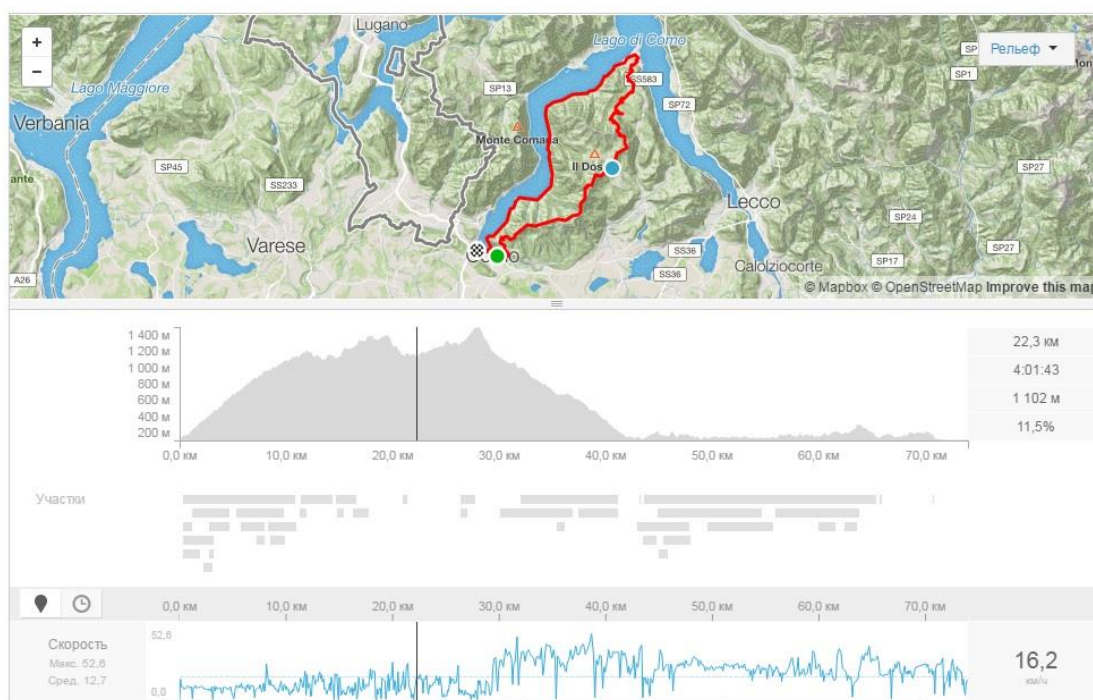 Lugano
Lago di Como
+
−
SP
Рельеф
Lago Maggiore
SP13
SS583
SP1
SP72
Verbania
Monte Comana
SP45
Il Dos
SP27
SS233
Lecco
SP24
Varese
SS36
SP27
SP17
A26
SS36
Calolziocorte
© Mapbox © OpenStreetMap Improve this map
1 400 м
1 200 м
1 000 м
800 м
600 м
400 м
200 м
22,3 км
4:01:43
1 102 м
11,5%
0,0 км 10,0 км 20,0 км 30,0 км 40,0 км 50,0 км 60,0 км 70,0 км
Участки
0,0 км 10,0 км 20,0 км 30,0 км 40,0 км 50,0 км 60,0 км 70,0 км
Скорость
Макс. 52,6
Сред. 12,7
52,6
0,0
16,2
км/ч